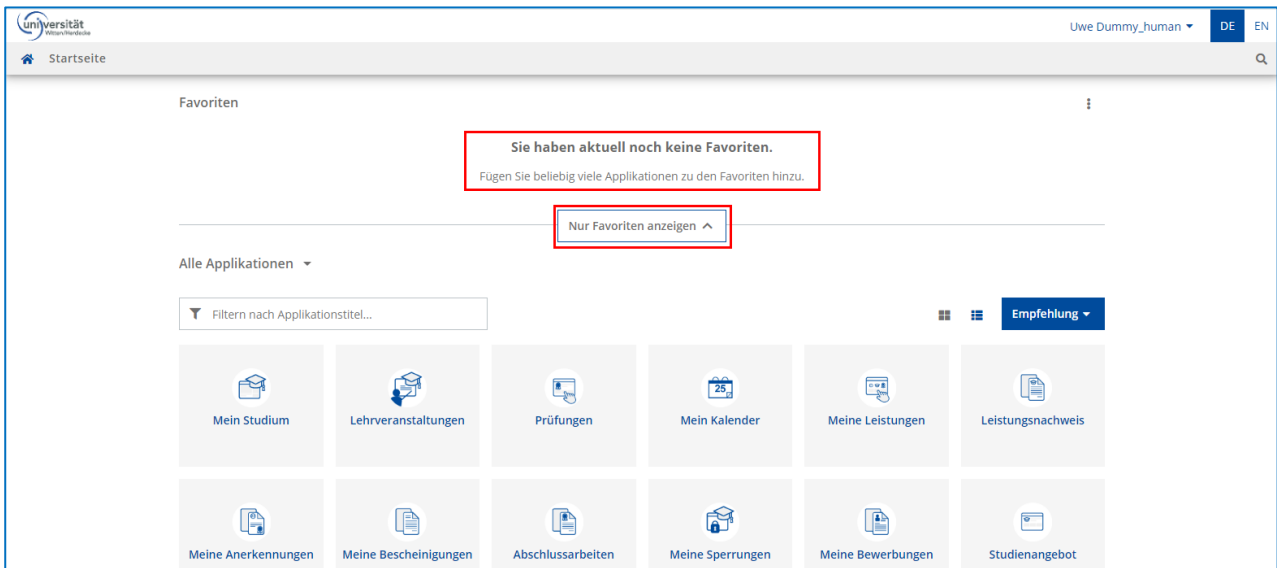 universität
Witten/Herdecke
Uwe Dummy_human
DE EN
Startseite
Favoriten
Sie haben aktuell noch keine Favoriten.
Fügen Sie beliebig viele Applikationen zu den Favoriten hinzu.
Nur Favoriten anzeigen
Alle Applikationen
Filtern nach Applikationstitel...
Empfehlung
25
Mein Studium Lehrveranstaltungen Prüfungen Mein Kalender Meine Leistungen Leistungsnachweis
Meine Anerkennungen Meine Bescheinigungen Abschlussarbeiten Meine Sperrungen Meine Bewerbungen Studienangebot